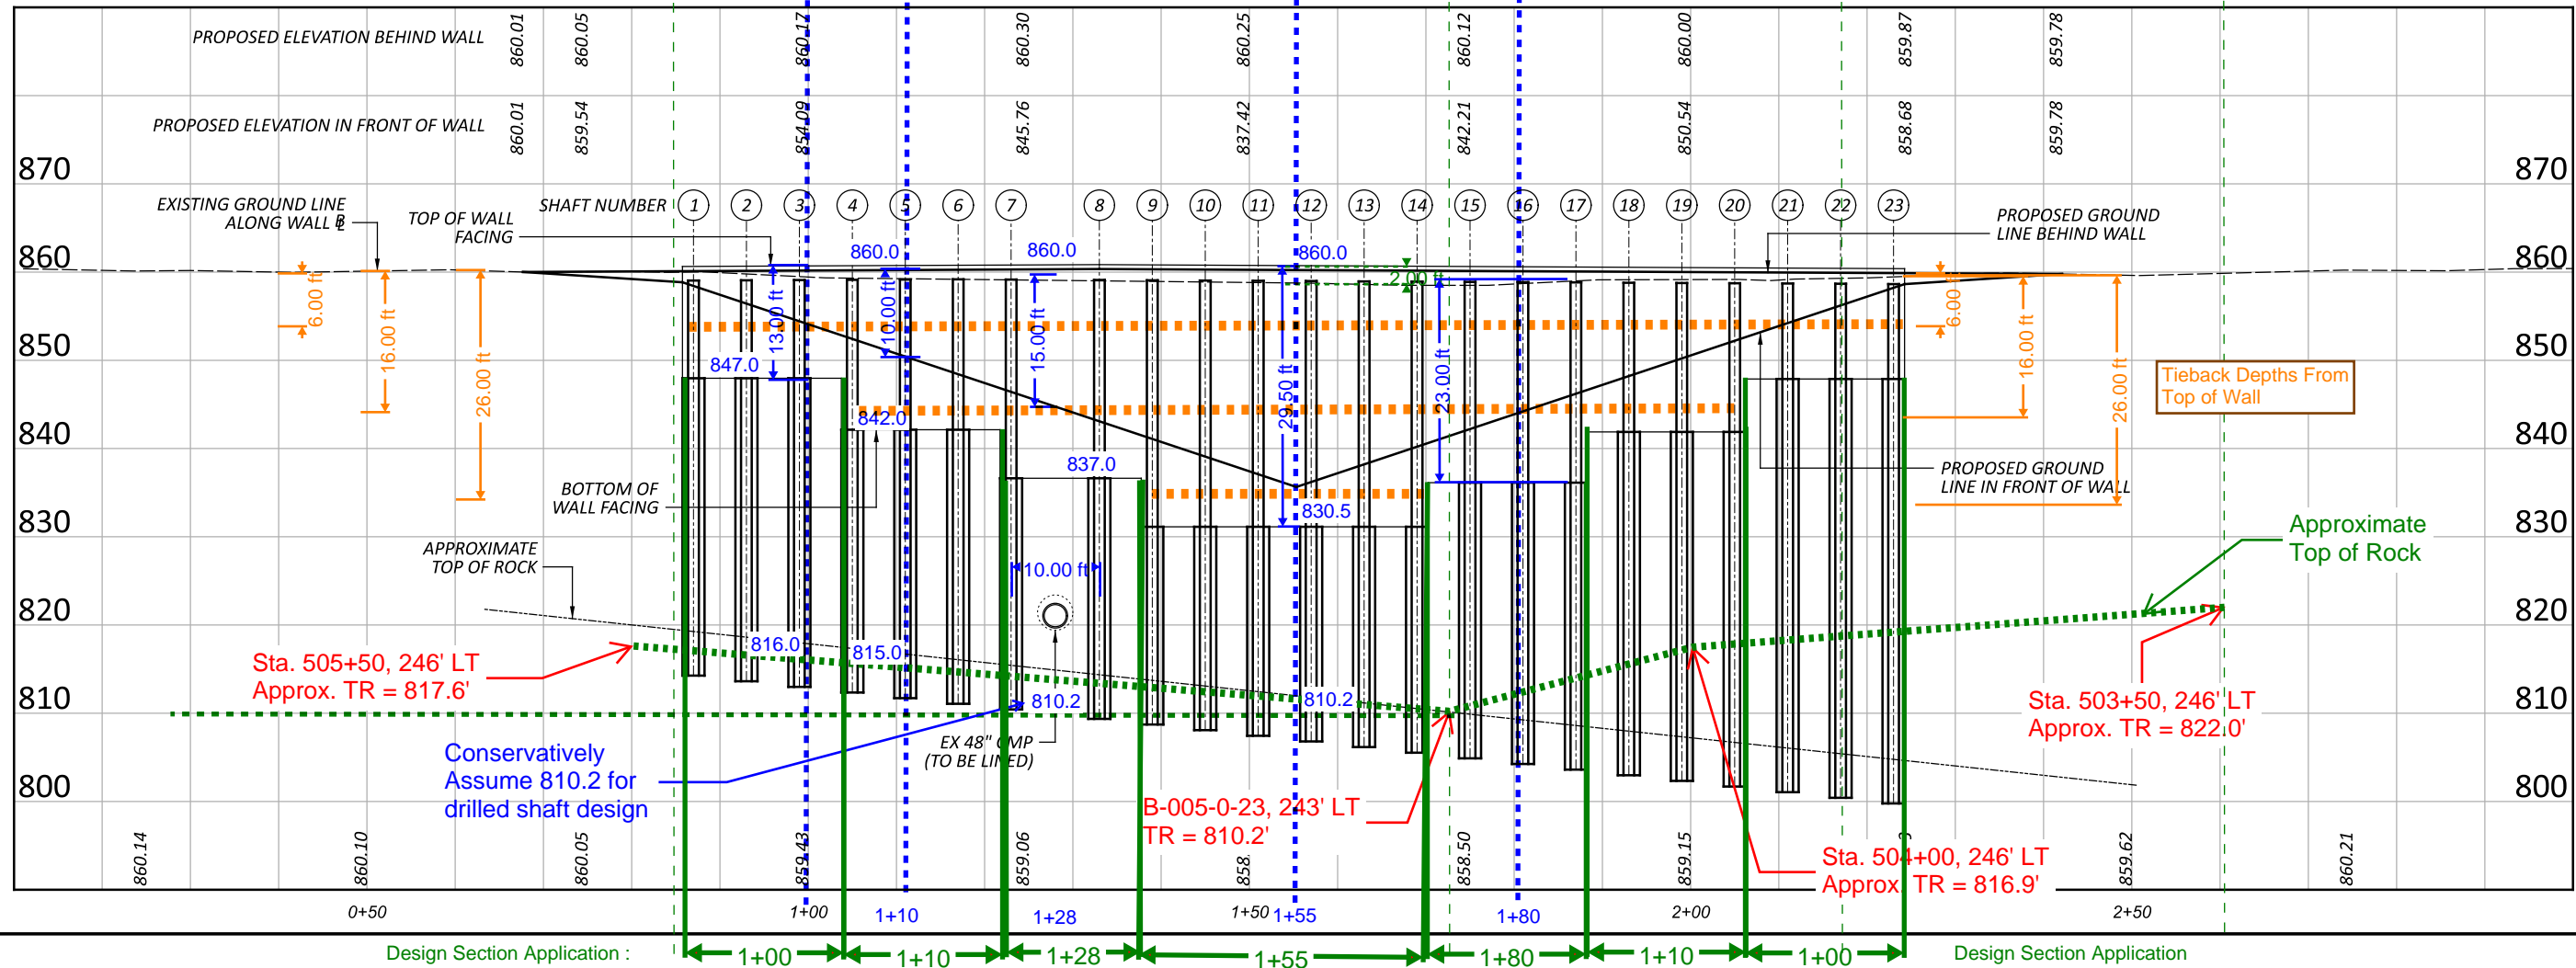 PROPOSED ELEVATION BEHIND WALL
860.01
860.05
860.17
860.30
860.25
860.12
860.00
859.87
859.78
PROPOSED ELEVATION IN FRONT OF WALL
860.01
859.54
854.09
845.76
837.42
842.21
850.54
858.68
859.78
870
870
860
860
850
850
840
840
830
830
820
820
810
810
800
800
EXISTING GROUND LINE
ALONG WALL BL
TOP OF WALL
FACING
SHAFT NUMBER
1 2 3 4 5 6 7 8 9 10 11 12 13 14 15 16 17 18 19 20 21 22 23
PROPOSED GROUND
LINE BEHIND WALL
860.0
860.0
860.0
2.00 ft
6.00 ft
16.00 ft
26.00 ft
13.00 ft
10.00 ft
15.00 ft
29.50 ft
23.00 ft
6.00 ft
16.00 ft
26.00 ft
847.0
842.0
837.0
830.5
Tieback Depths From
Top of Wall
PROPOSED GROUND
LINE IN FRONT OF WALL
BOTTOM OF
WALL FACING
APPROXIMATE
TOP OF ROCK
10.00 ft
Approximate
Top of Rock
816.0
815.0
810.2
810.2
Sta. 505+50, 246' LT
Approx. TR = 817.6'
Sta. 503+50, 246' LT
Approx. TR = 822.0'
Conservatively
Assume 810.2 for
drilled shaft design
EX 48" CMP
(TO BE LINED)
B-005-0-23, 243' LT
TR = 810.2'
Sta. 504+00, 246' LT
Approx. TR = 816.9'
860.14
860.10
860.05
859.43
859.06
858.
858.50
859.15
859.62
860.21
0+50
1+00
1+10
1+28
1+50
1+55
1+80
2+00
2+50
Design Section Application :
1+00
1+10
1+28
1+55
1+80
1+10
1+00
Design Section Application